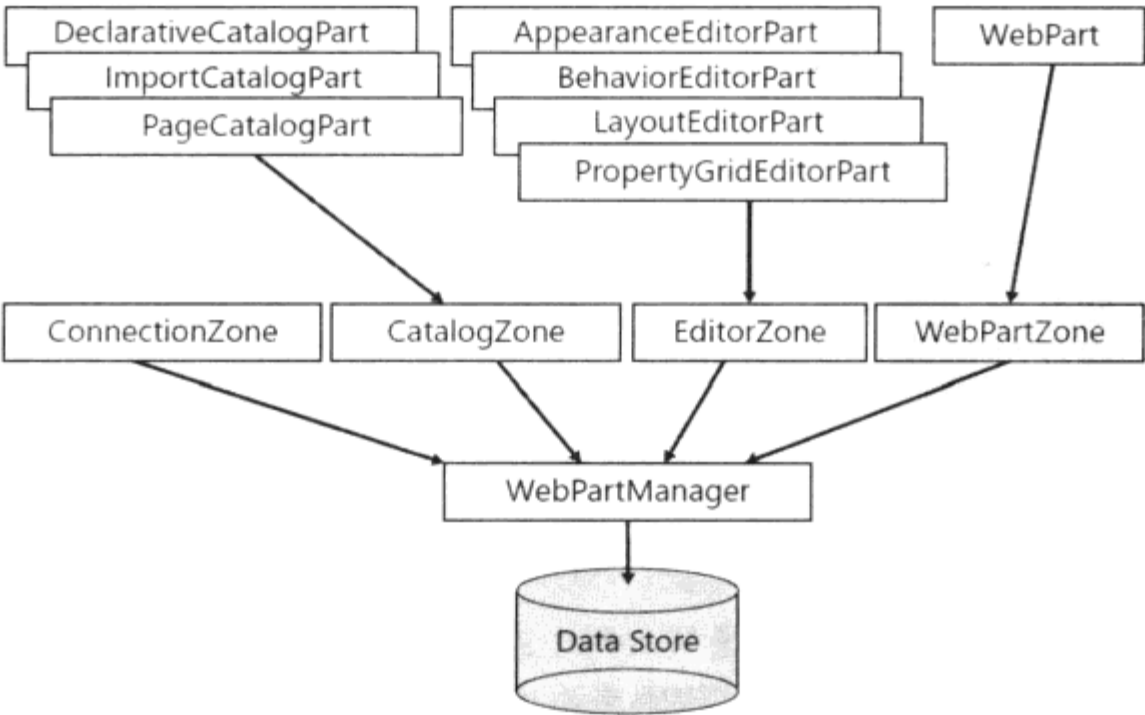 DeclarativeCatalogPart
ImportCatalogPart
PageCatalogPart
AppearanceEditorPart
BehaviorEditorPart
LayoutEditorPart
PropertyGridEditorPart
WebPart
ConnectionZone
CatalogZone
EditorZone
WebPartZone
WebPartManager
Data Store